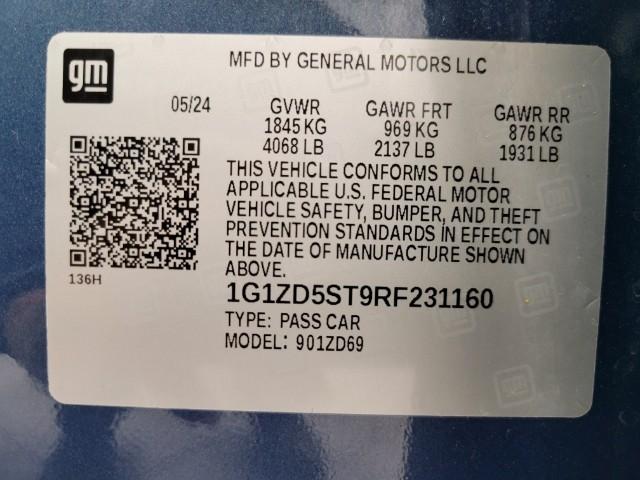 gm
MFD BY GENERAL MOTORS LLC
05/24 GVWR GAWR FRT GAWR RR
1845 KG 969 KG 876 KG
4068 LB 2137 LB 1931 LB
THIS VEHICLE CONFORMS TO ALL
APPLICABLE U.S. FEDERAL MOTOR
VEHICLE SAFETY, BUMPER, AND THEFT
PREVENTION STANDARDS IN EFFECT ON
THE DATE OF MANUFACTURE SHOWN
ABOVE.
136H
1G1ZD5ST9RF231160
TYPE: PASS CAR
MODEL: 901ZD69